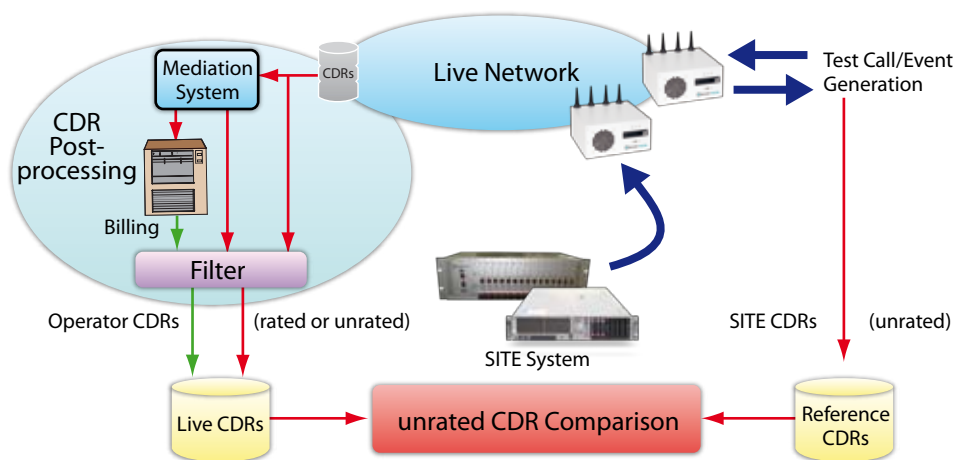 Mediation
System
CDRs
Live Network
Test Call/Event
Generation
CDR
Post-
processing
Billing
Filter
Operator CDRs
(rated or unrated)
SITE System
SITE CDRs
(unrated)
Live CDRs
unrated CDR Comparison
Reference
CDRs